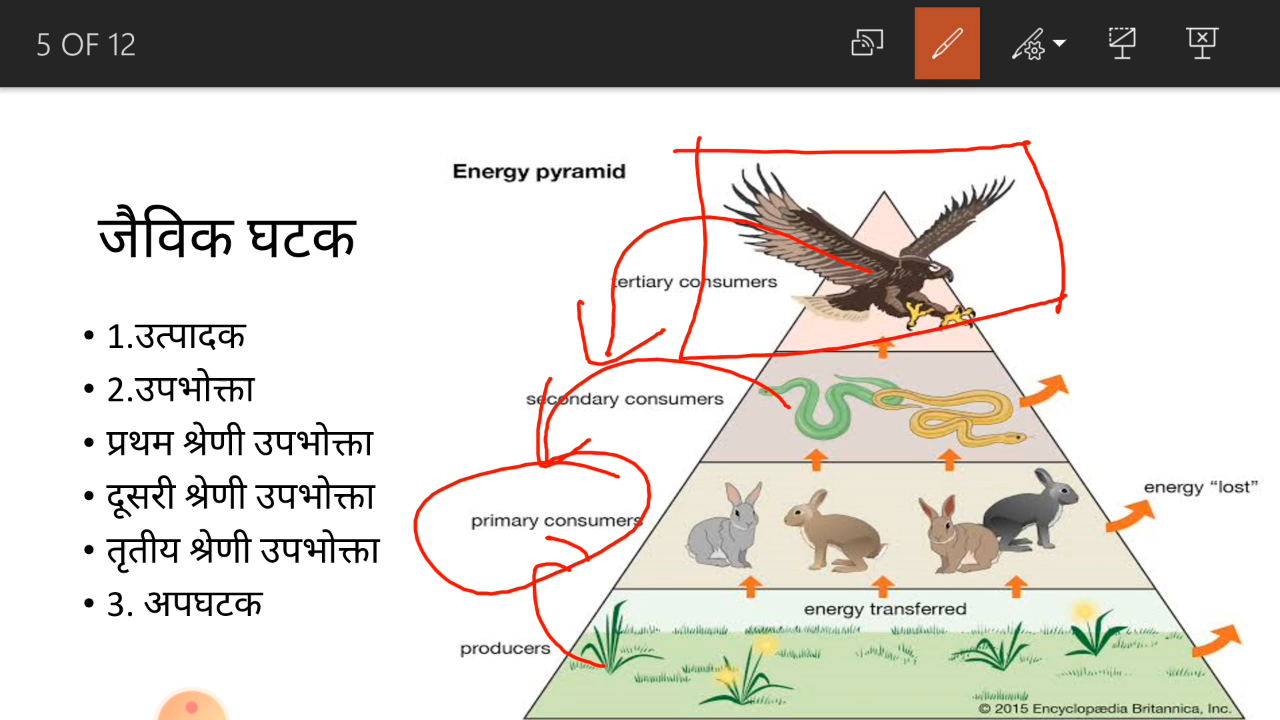 5 OF 12
Energy pyramid
जैविक घटक
• 1.उत्पादक
• 2.उपभोक्ता
• प्रथम श्रेणी उपभोक्ता
• दूसरी श्रेणी उपभोक्ता
• तृतीय श्रेणी उपभोक्ता
• 3. अपघटक
tertiary consumers
secondary consumers
energy “lost”
primary consumers
energy transferred
producers
© 2015 Encyclopædia Britannica, Inc.